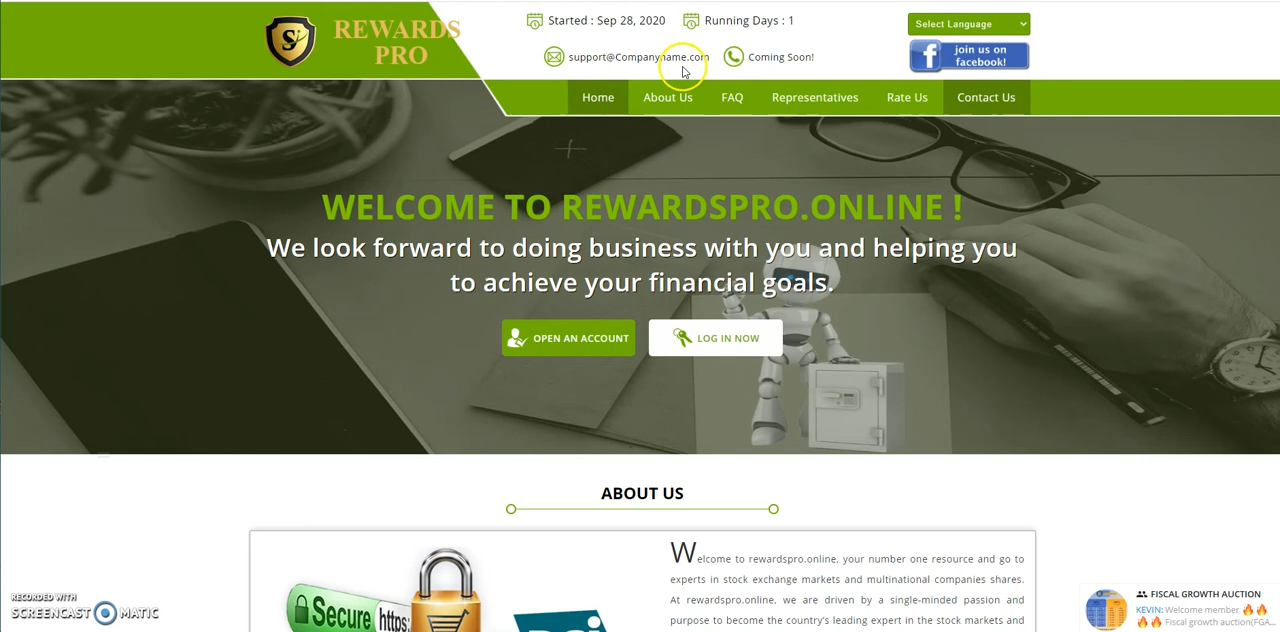 REWARDS
PRO
Started : Sep 28, 2020
Running Days : 1
Select Language
support@Companyname.com
Coming Soon!
join us on
facebook!
Home
About Us
FAQ
Representatives
Rate Us
Contact Us
WELCOME TO REWARDSPRO.ONLINE !
We look forward to doing business with you and helping you
to achieve your financial goals.
OPEN AN ACCOUNT
LOG IN NOW
ABOUT US
Welcome to rewardspro.online, your number one resource and go to
experts in stock exchange markets and multinational companies shares.
At rewardspro.online, we are driven by a single-minded passion and
purpose to become the country's leading expert in the stock markets and
Secure
https:
RECORDED WITH
SCREENCAST MATIC
FISCAL GROWTH AUCTION
KEVIN: Welcome member 🔥🔥
🔥🔥 Fiscal growth auction(FGA...